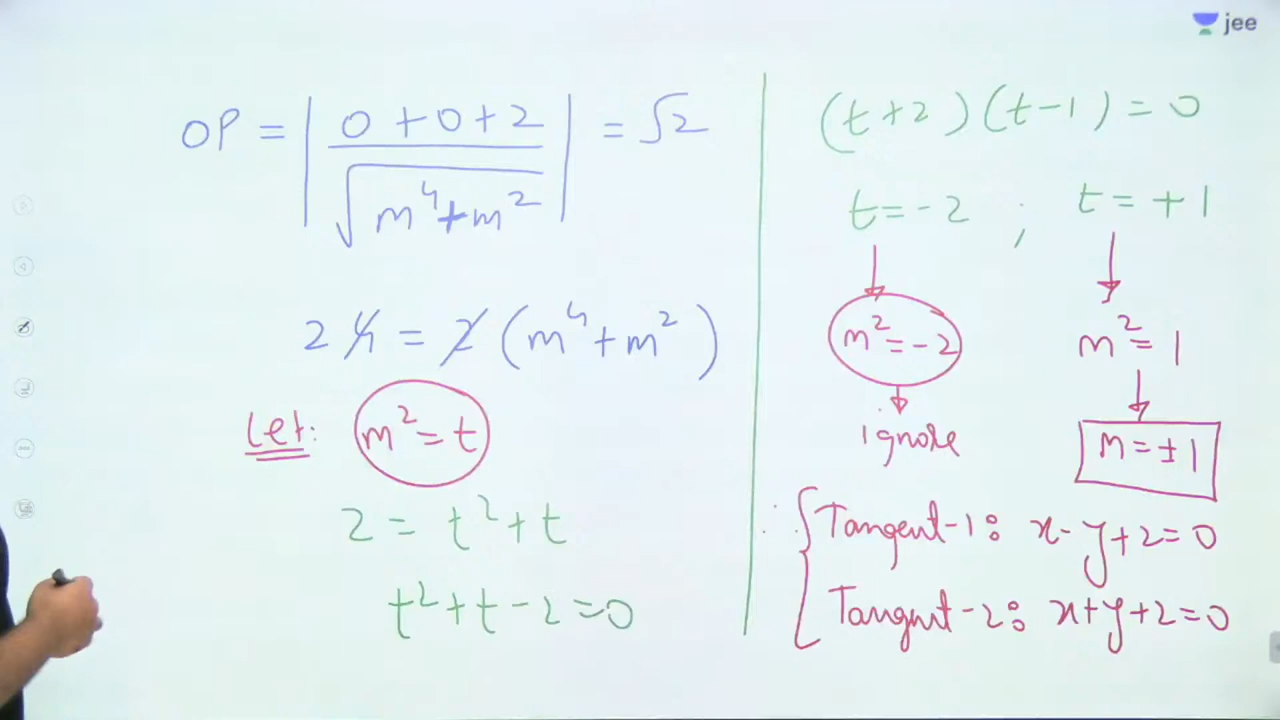 jee
OP = | (0 + 0 + 2) / √(m⁴ + m²) | = √2
2 4 = 2 (m⁴ + m²)
Let: m² = t
2 = t² + t
t² + t - 2 = 0
(t + 2) (t - 1) = 0
t = - 2 ; t = + 1
m² = - 2 m² = 1
ignore m = ± 1
∴ Tangent-1: x - y + 2 = 0
Tangent-2: x + y + 2 = 0